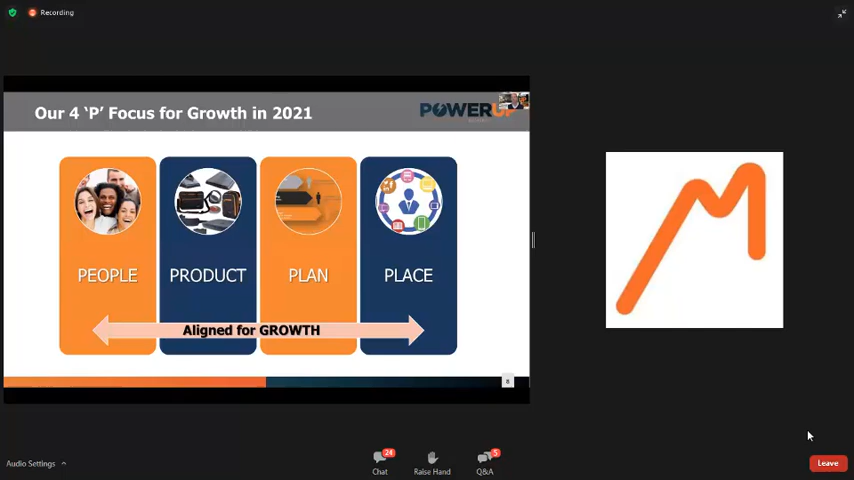 Recording
Our 4 ‘P’ Focus for Growth in 2021
POWERUP
PEOPLE
PRODUCT
PLAN
PLACE
Aligned for GROWTH
8
Audio Settings
24
Chat
Raise Hand
5
Q&A
Leave